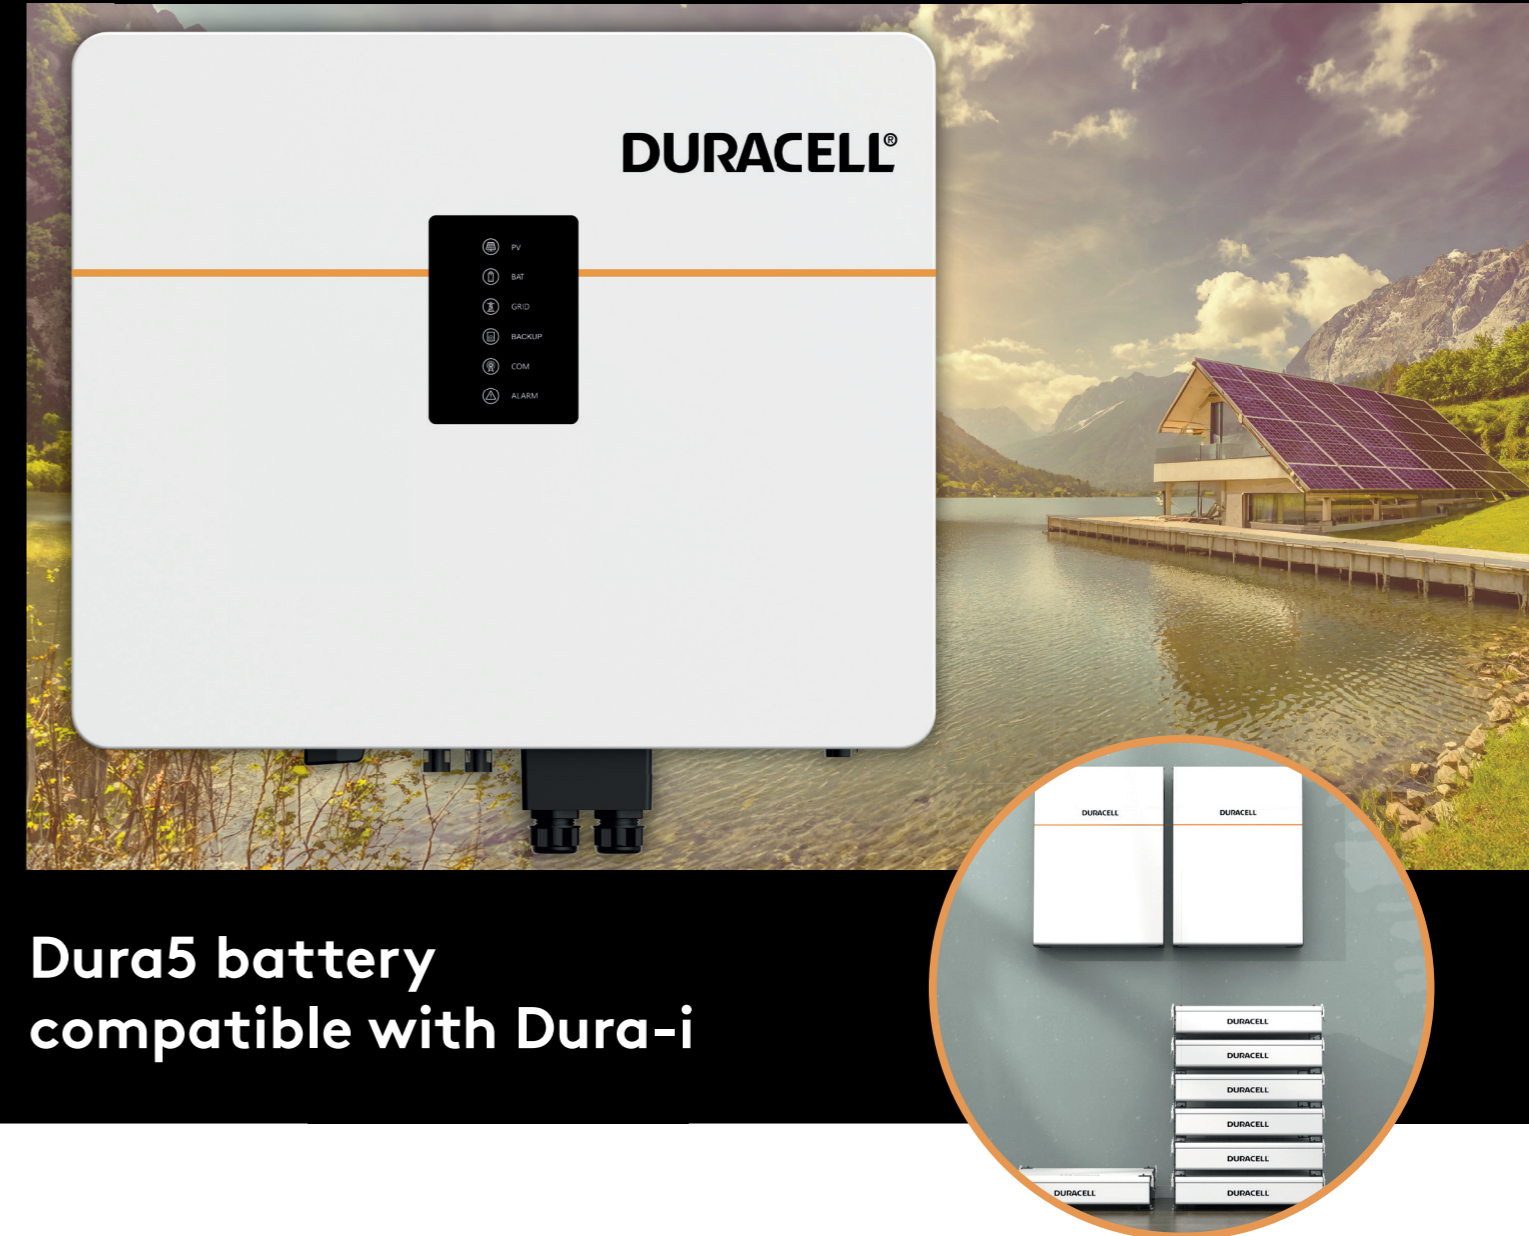 DURACELL®
PV
BAT
GRID
BACKUP
COM
ALARM
Dura5 battery
compatible with Dura-i
DURACELL
DURACELL
DURACELL
DURACELL
DURACELL
DURACELL
DURACELL
DURACELL
DURACELL